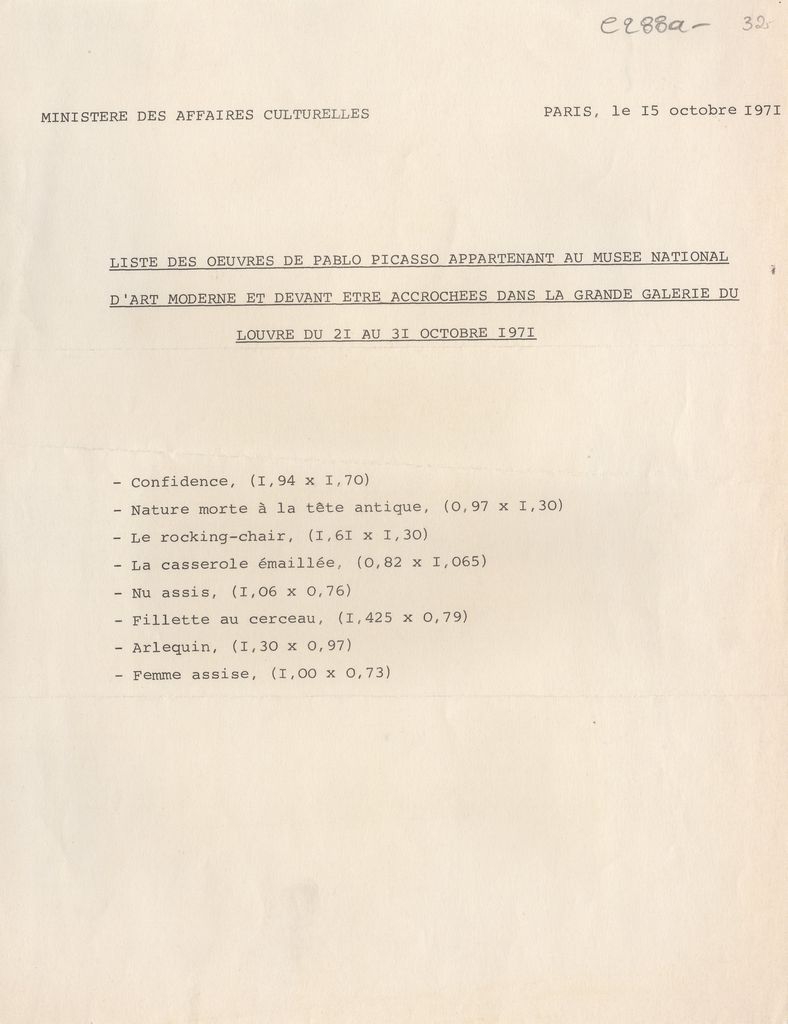 e288a- 32
MINISTERE DES AFFAIRES CULTURELLES PARIS, le I5 octobre I97I
LISTE DES OEUVRES DE PABLO PICASSO APPARTENANT AU MUSEE NATIONAL
D'ART MODERNE ET DEVANT ETRE ACCROCHEES DANS LA GRANDE GALERIE DU
LOUVRE DU 2I AU 3I OCTOBRE I97I
- Confidence, (I,94 x I,70)
- Nature morte à la tête antique, (0,97 x I,30)
- Le rocking-chair, (I,6I x I,30)
- La casserole émaillée, (0,82 x I,065)
- Nu assis, (I,06 x 0,76)
- Fillette au cerceau, (I,425 x 0,79)
- Arlequin, (I,30 x 0,97)
- Femme assise, (I,00 x 0,73)